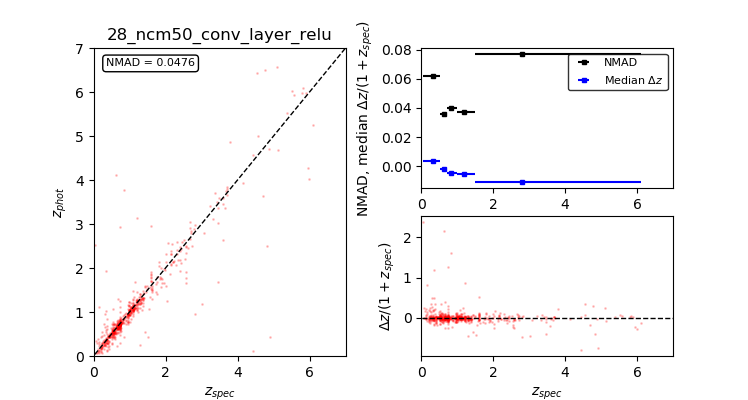 28_ncm50_conv_layer_relu
NMAD = 0.0476
7
6
5
4
3
2
1
0
z_phot
0 2 4 6
z_spec
NMAD, median Δz/(1 + z_spec)
0.08
0.06
0.04
0.02
0.00
NMAD
Median Δz
0 2 4 6
Δz/(1 + z_spec)
2
1
0
0 2 4 6
z_spec